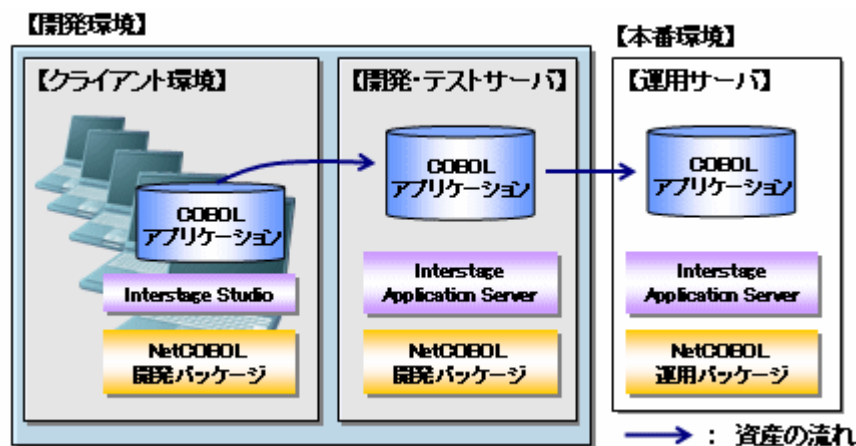 【開発環境】
【本番環境】
【クライアント環境】
COBOL
アプリケーション
Interstage Studio
NetCOBOL
開発パッケージ
【開発・テストサーバ】
COBOL
アプリケーション
Interstage
Application Server
NetCOBOL
開発パッケージ
【運用サーバ】
COBOL
アプリケーション
Interstage
Application Server
NetCOBOL
運用パッケージ
： 資産の流れ